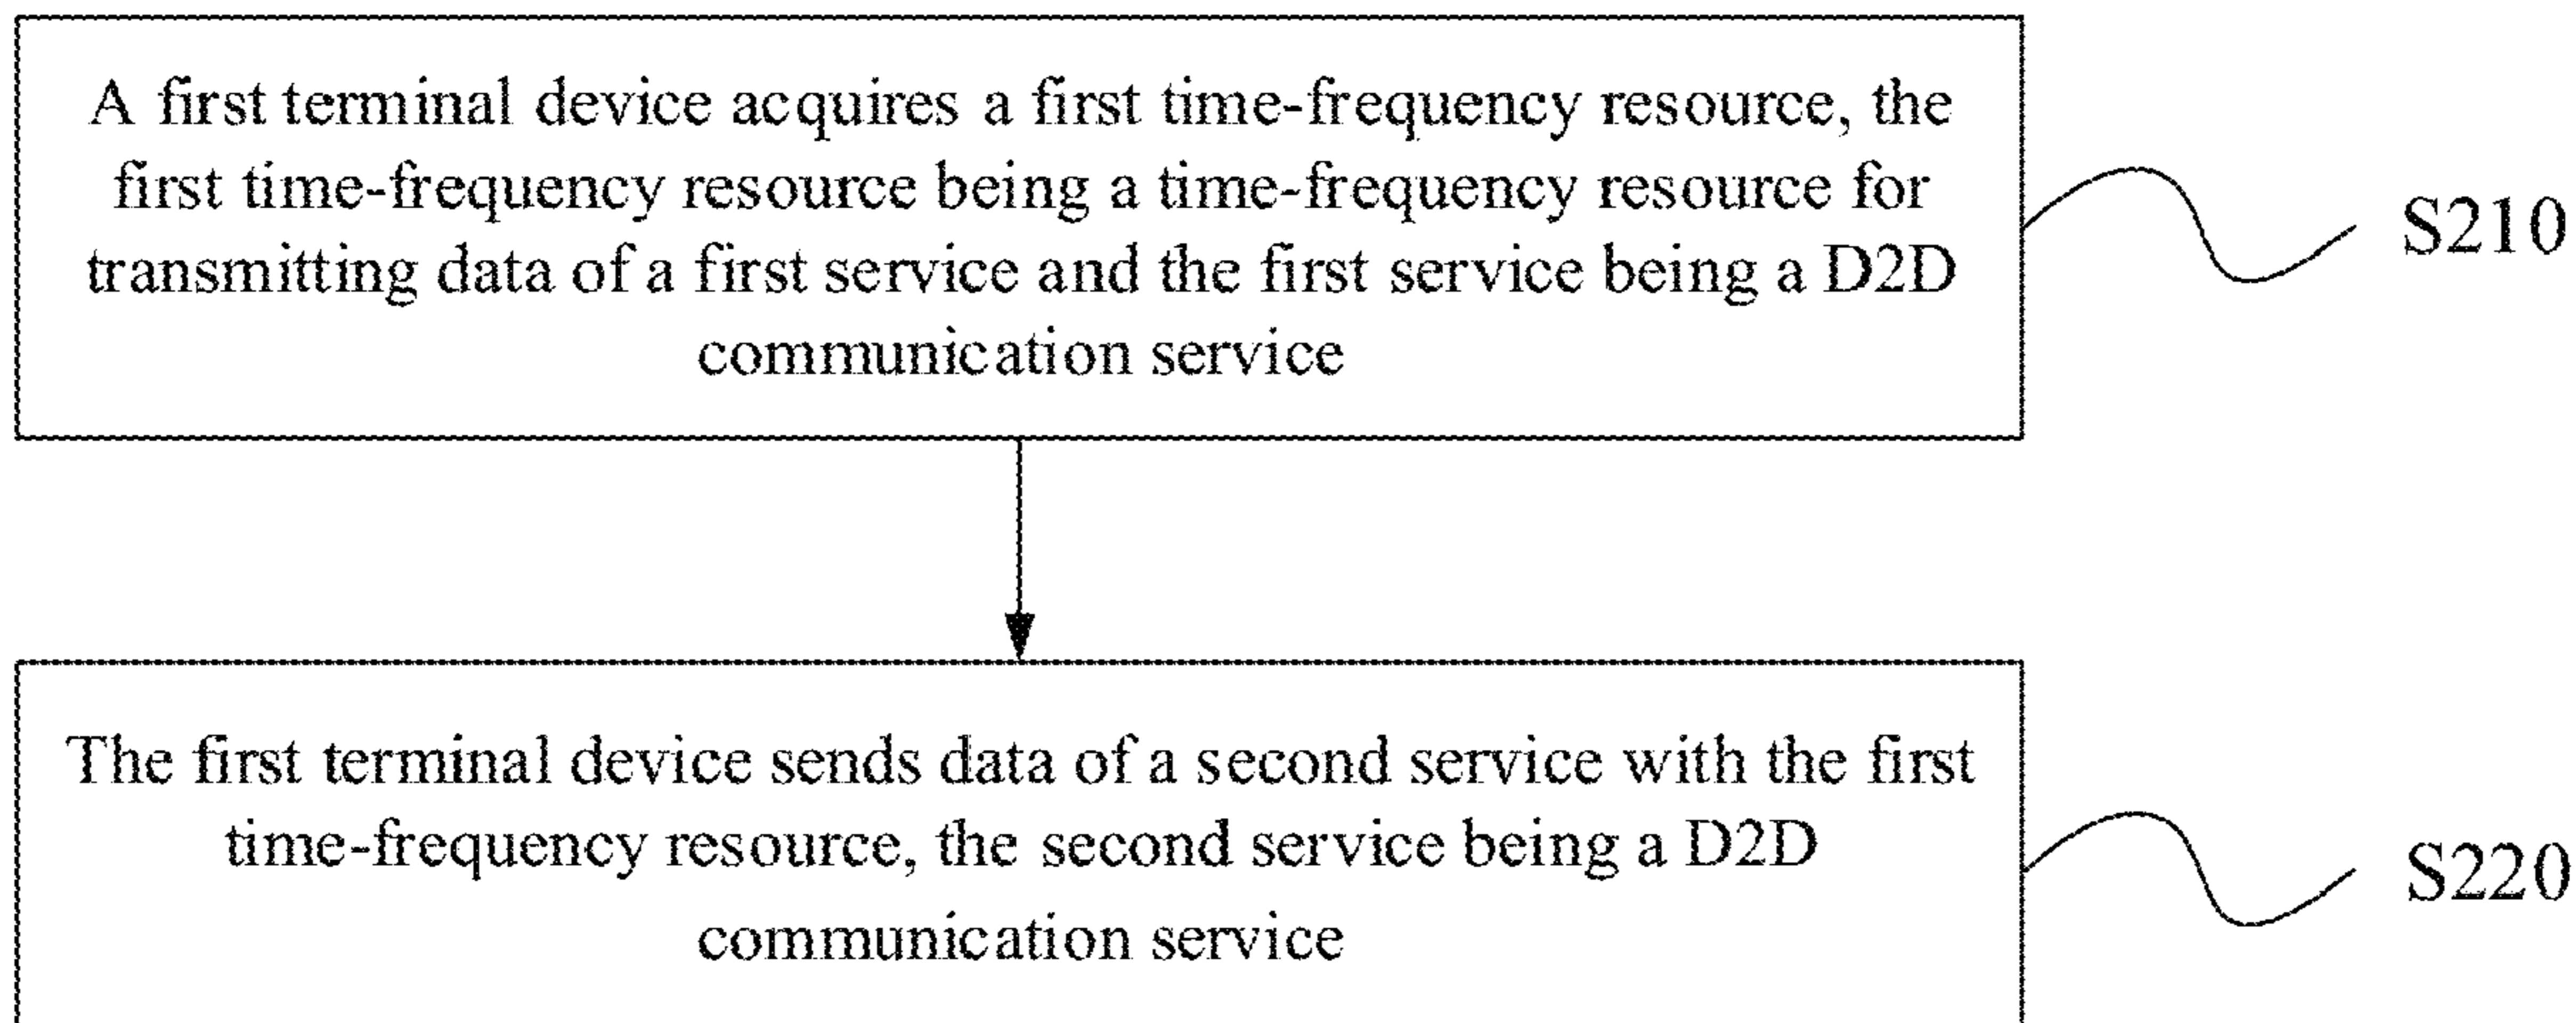 A first terminal device acquires a first time-frequency resource, the
first time-frequency resource being a time-frequency resource for
transmitting data of a first service and the first service being a D2D
communication service
S210
The first terminal device sends data of a second service with the first
time-frequency resource, the second service being a D2D
communication service
S220